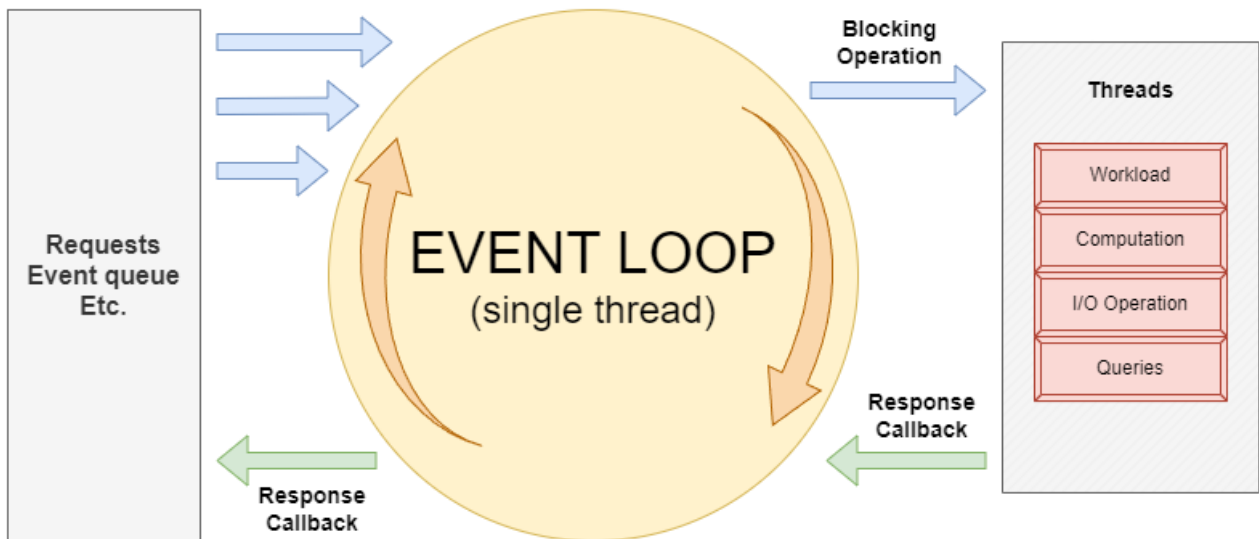 Requests
Event queue
Etc.
EVENT LOOP
(single thread)
Blocking
Operation
Threads
Workload
Computation
I/O Operation
Queries
Response
Callback
Response
Callback